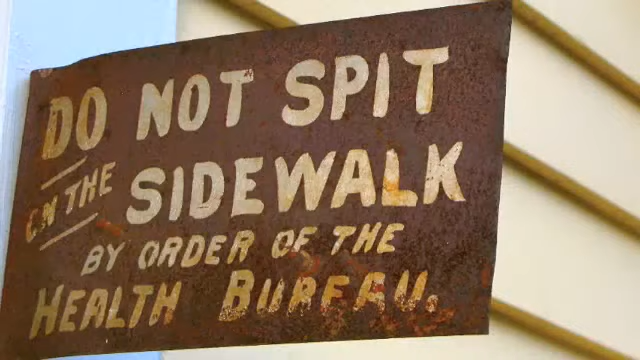 DO NOT SPIT
ON THE SIDEWALK
BY ORDER OF THE
HEALTH BUREAU.